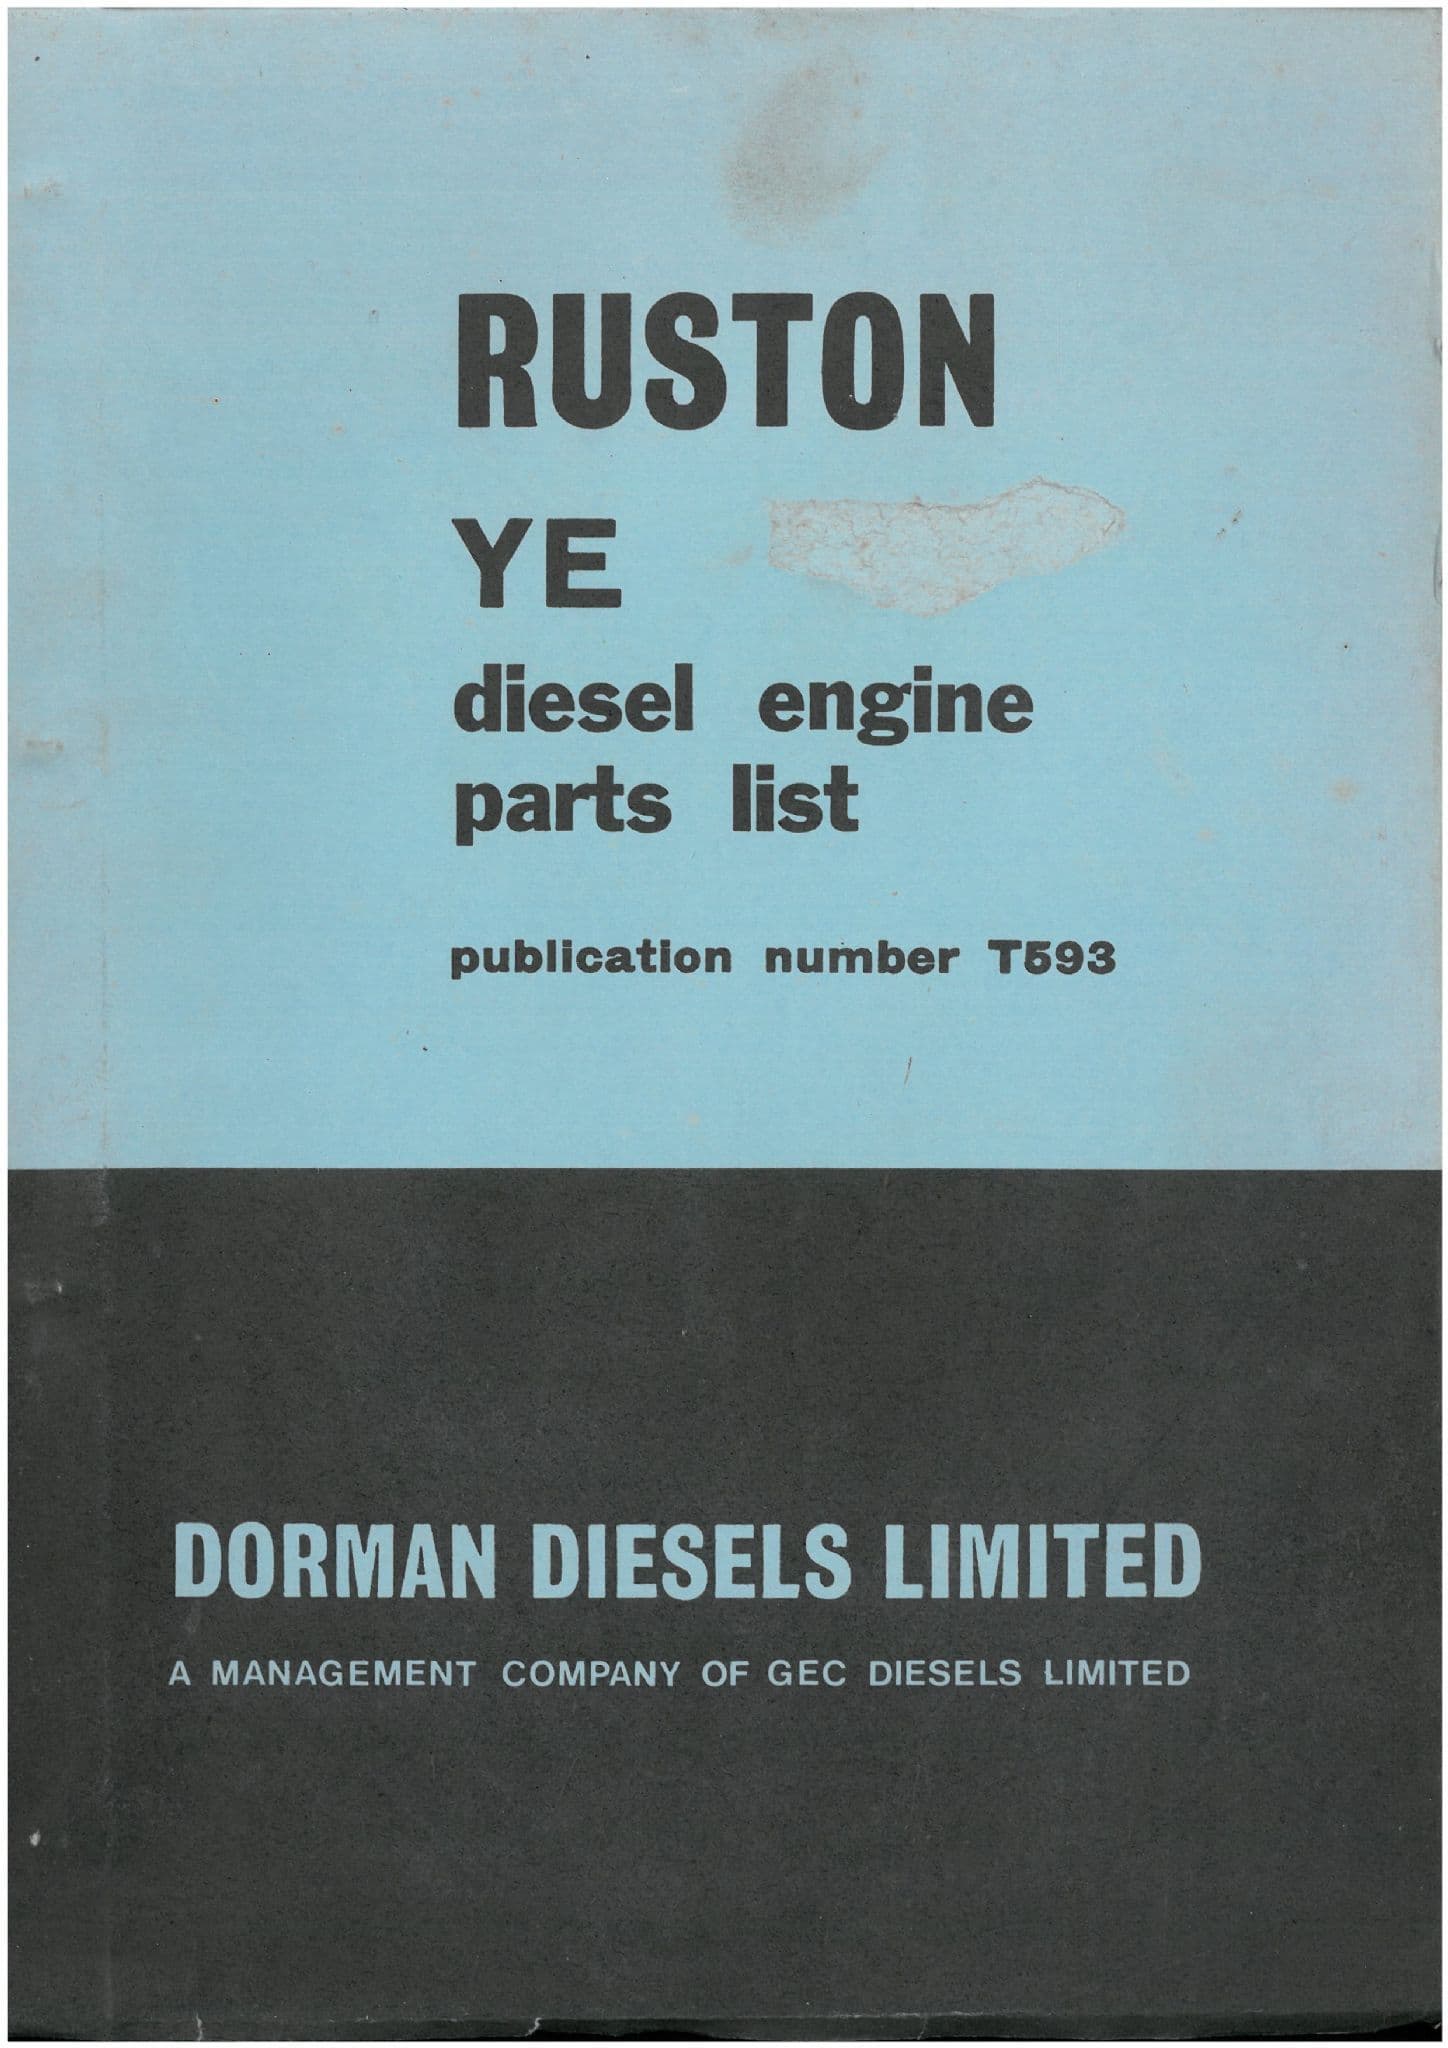 RUSTON
YE
diesel engine
parts list
publication number T593
DORMAN DIESELS LIMITED
A MANAGEMENT COMPANY OF GEC DIESELS LIMITED